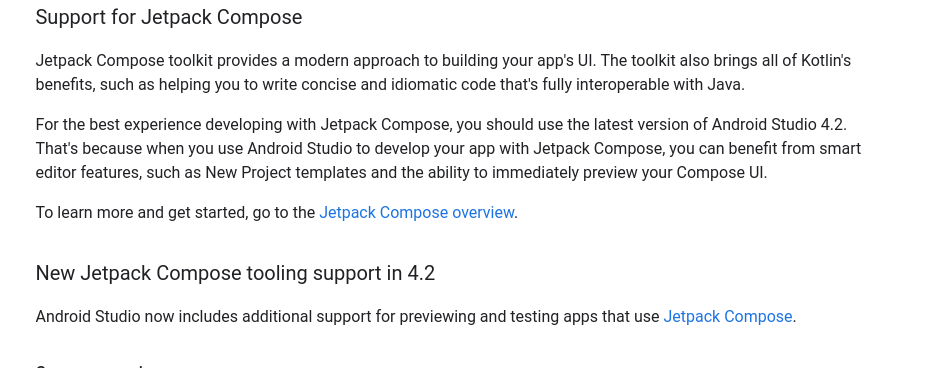 Support for Jetpack Compose
Jetpack Compose toolkit provides a modern approach to building your app's UI. The toolkit also brings all of Kotlin's
benefits, such as helping you to write concise and idiomatic code that's fully interoperable with Java.
For the best experience developing with Jetpack Compose, you should use the latest version of Android Studio 4.2.
That's because when you use Android Studio to develop your app with Jetpack Compose, you can benefit from smart
editor features, such as New Project templates and the ability to immediately preview your Compose UI.
To learn more and get started, go to the Jetpack Compose overview.
New Jetpack Compose tooling support in 4.2
Android Studio now includes additional support for previewing and testing apps that use Jetpack Compose.